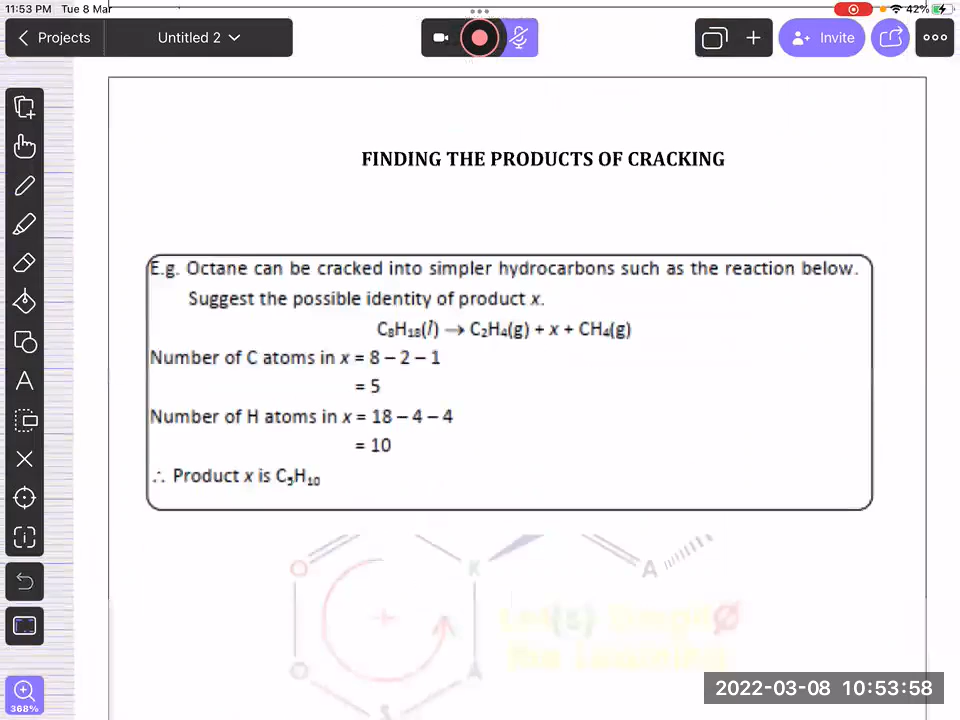 11:53 PM Tue 8 Mar
42%
Projects
Untitled 2
Invite
FINDING THE PRODUCTS OF CRACKING
E.g. Octane can be cracked into simpler hydrocarbons such as the reaction below.
Suggest the possible identity of product x.
C₈H₁₈(l) → C₂H₄(g) + x + CH₄(g)
Number of C atoms in x = 8 – 2 – 1
= 5
Number of H atoms in x = 18 – 4 – 4
= 10
∴ Product x is C₅H₁₀
O K A
O A
S
368%
2022-03-08 10:53:58